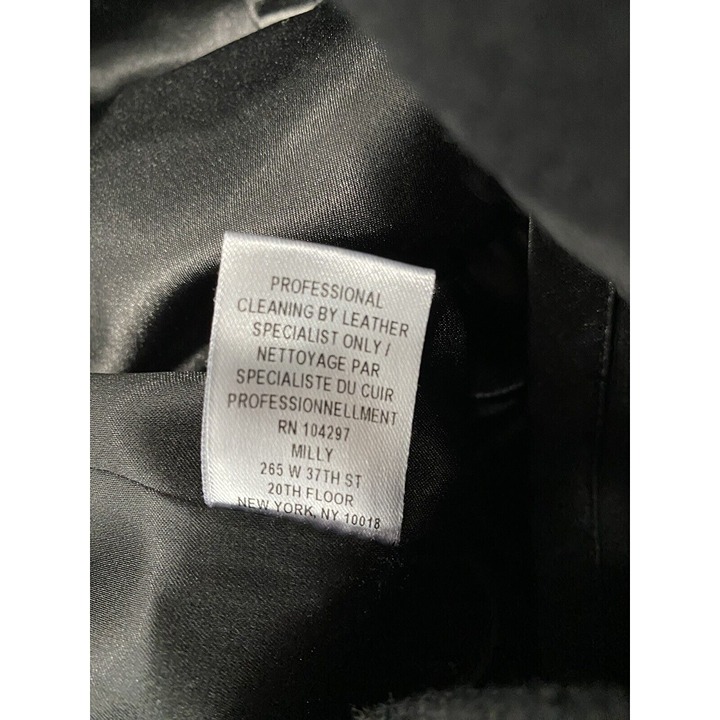 PROFESSIONAL
CLEANING BY LEATHER
SPECIALIST ONLY /
NETTOYAGE PAR
SPECIALISTE DU CUIR
PROFESSIONNELLMENT
RN 104297
MILLY
265 W 37TH ST
20TH FLOOR
NEW YORK, NY 10018